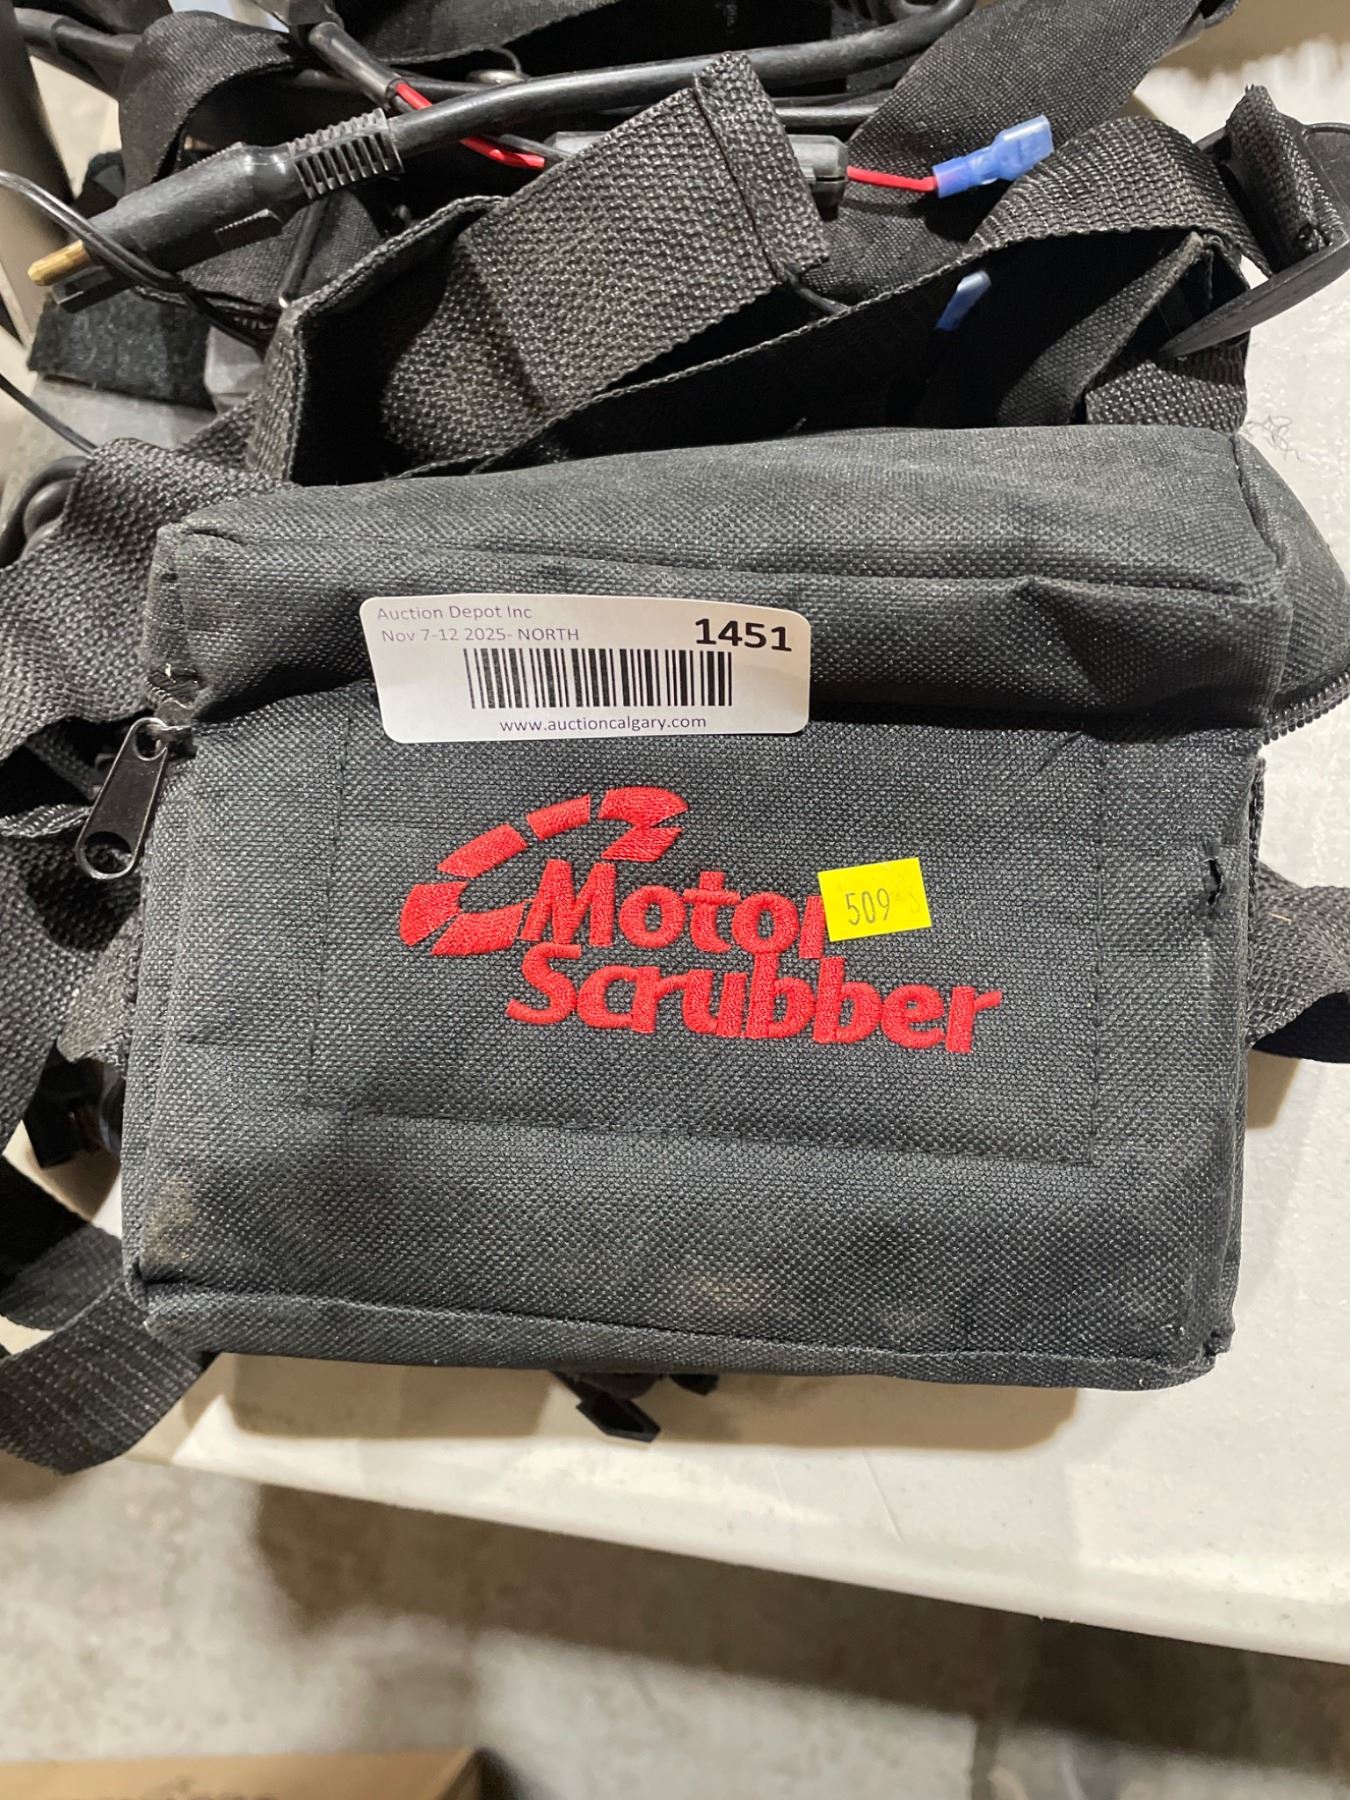 Auction Depot Inc
Nov 7-12 2025- NORTH
1451
www.auctioncalgary.com
Motor
509
Scrubber